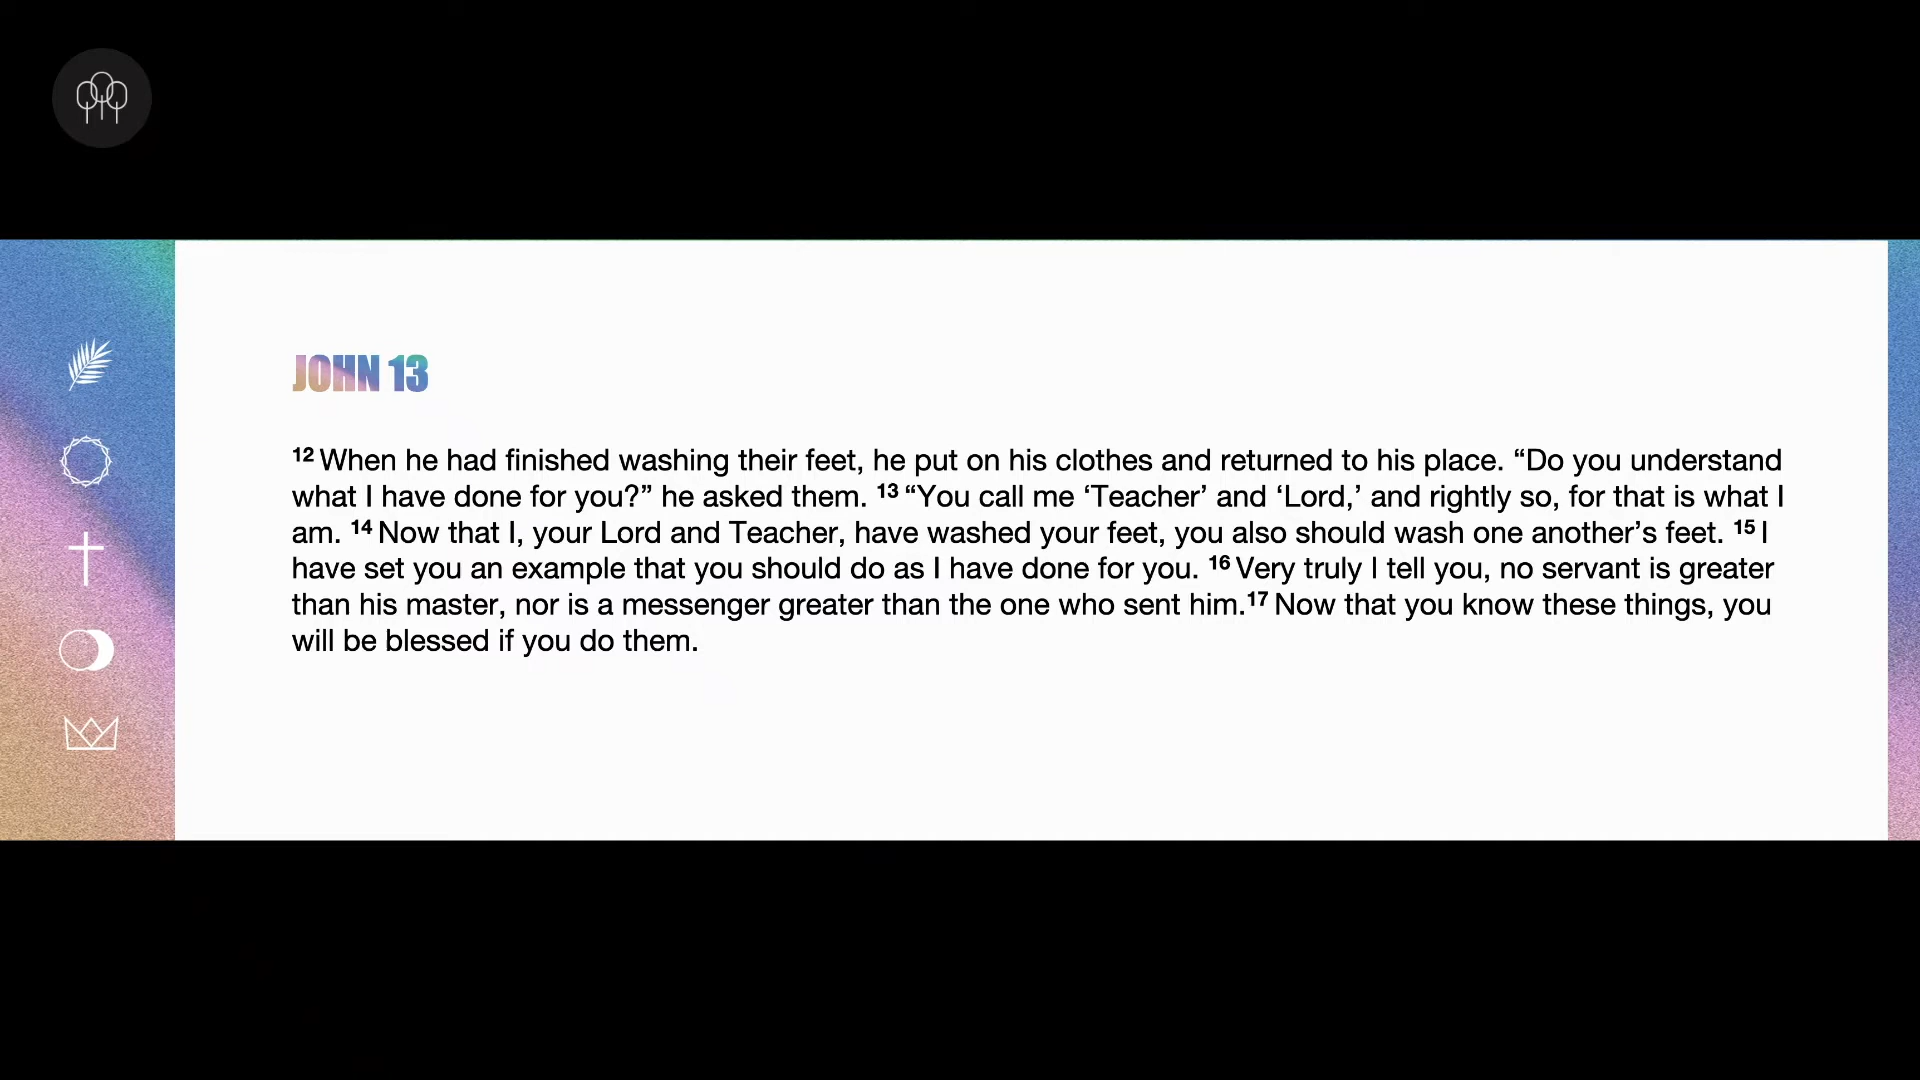 JOHN 13
12 When he had finished washing their feet, he put on his clothes and returned to his place. “Do you understand
what I have done for you?” he asked them. 13 “You call me ‘Teacher’ and ‘Lord,’ and rightly so, for that is what I
am. 14 Now that I, your Lord and Teacher, have washed your feet, you also should wash one another’s feet. 15 I
have set you an example that you should do as I have done for you. 16 Very truly I tell you, no servant is greater
than his master, nor is a messenger greater than the one who sent him.17 Now that you know these things, you
will be blessed if you do them.